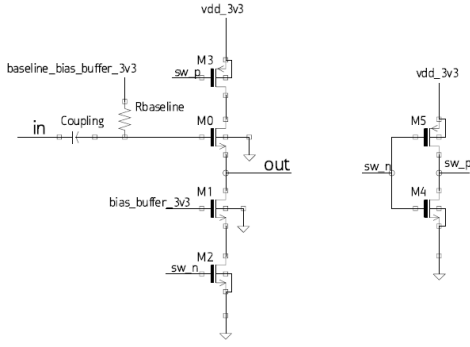 vdd_3v3
M3
baseline_bias_buffer_3v3
sw_p
vdd_3v3
Rbaseline
Coupling
M0
M5
in
out
sw_n
sw_p
M1
M4
bias_buffer_3v3
M2
sw_n